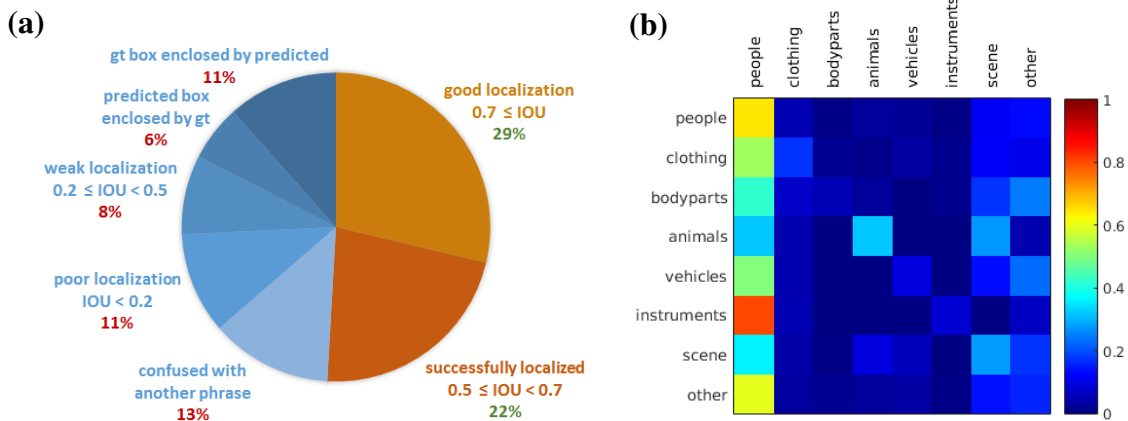 (a)
gt box enclosed by predicted
11%
predicted box
enclosed by gt
6%
weak localization
0.2 ≤ IOU < 0.5
8%
poor localization
IOU < 0.2
11%
confused with
another phrase
13%
good localization
0.7 ≤ IOU
29%
successfully localized
0.5 ≤ IOU < 0.7
22%
(b)
people
clothing
bodyparts
animals
vehicles
instruments
scene
other
people
clothing
bodyparts
animals
vehicles
instruments
scene
other
1
0.8
0.6
0.4
0.2
0